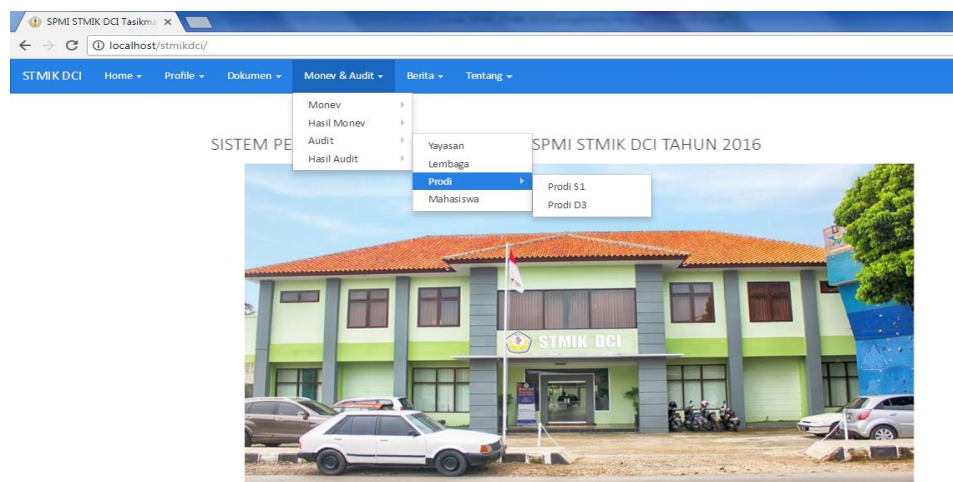 SPMI STMIK DCI Tasikma
localhost/stmikdci/
STMIK DCI Home Profile Dokumen Monev & Audit Berita Tentang
Monev
Hasil Monev
Audit
Hasil Audit
Yayasan
Lembaga
Prodi
Mahasiswa
Prodi S1
Prodi D3
SISTEM PE SPMI STMIK DCI TAHUN 2016
STMIK DCI